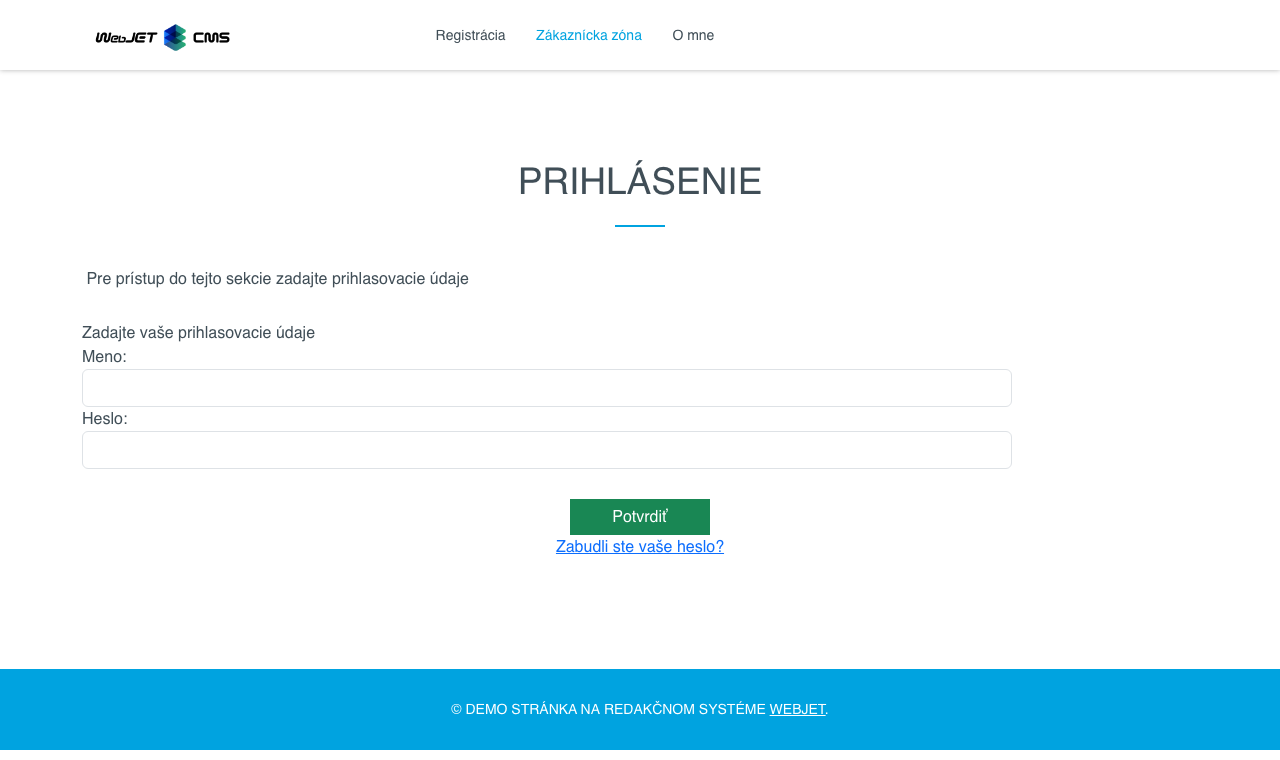 WebJET CMS
Registrácia Zákaznícka zóna O mne
PRIHLÁSENIE
Pre prístup do tejto sekcie zadajte prihlasovacie údaje
Zadajte vaše prihlasovacie údaje
Meno:
Heslo:
Potvrdiť
Zabudli ste vaše heslo?
© DEMO STRÁNKA NA REDAKČNOM SYSTÉME WEBJET.